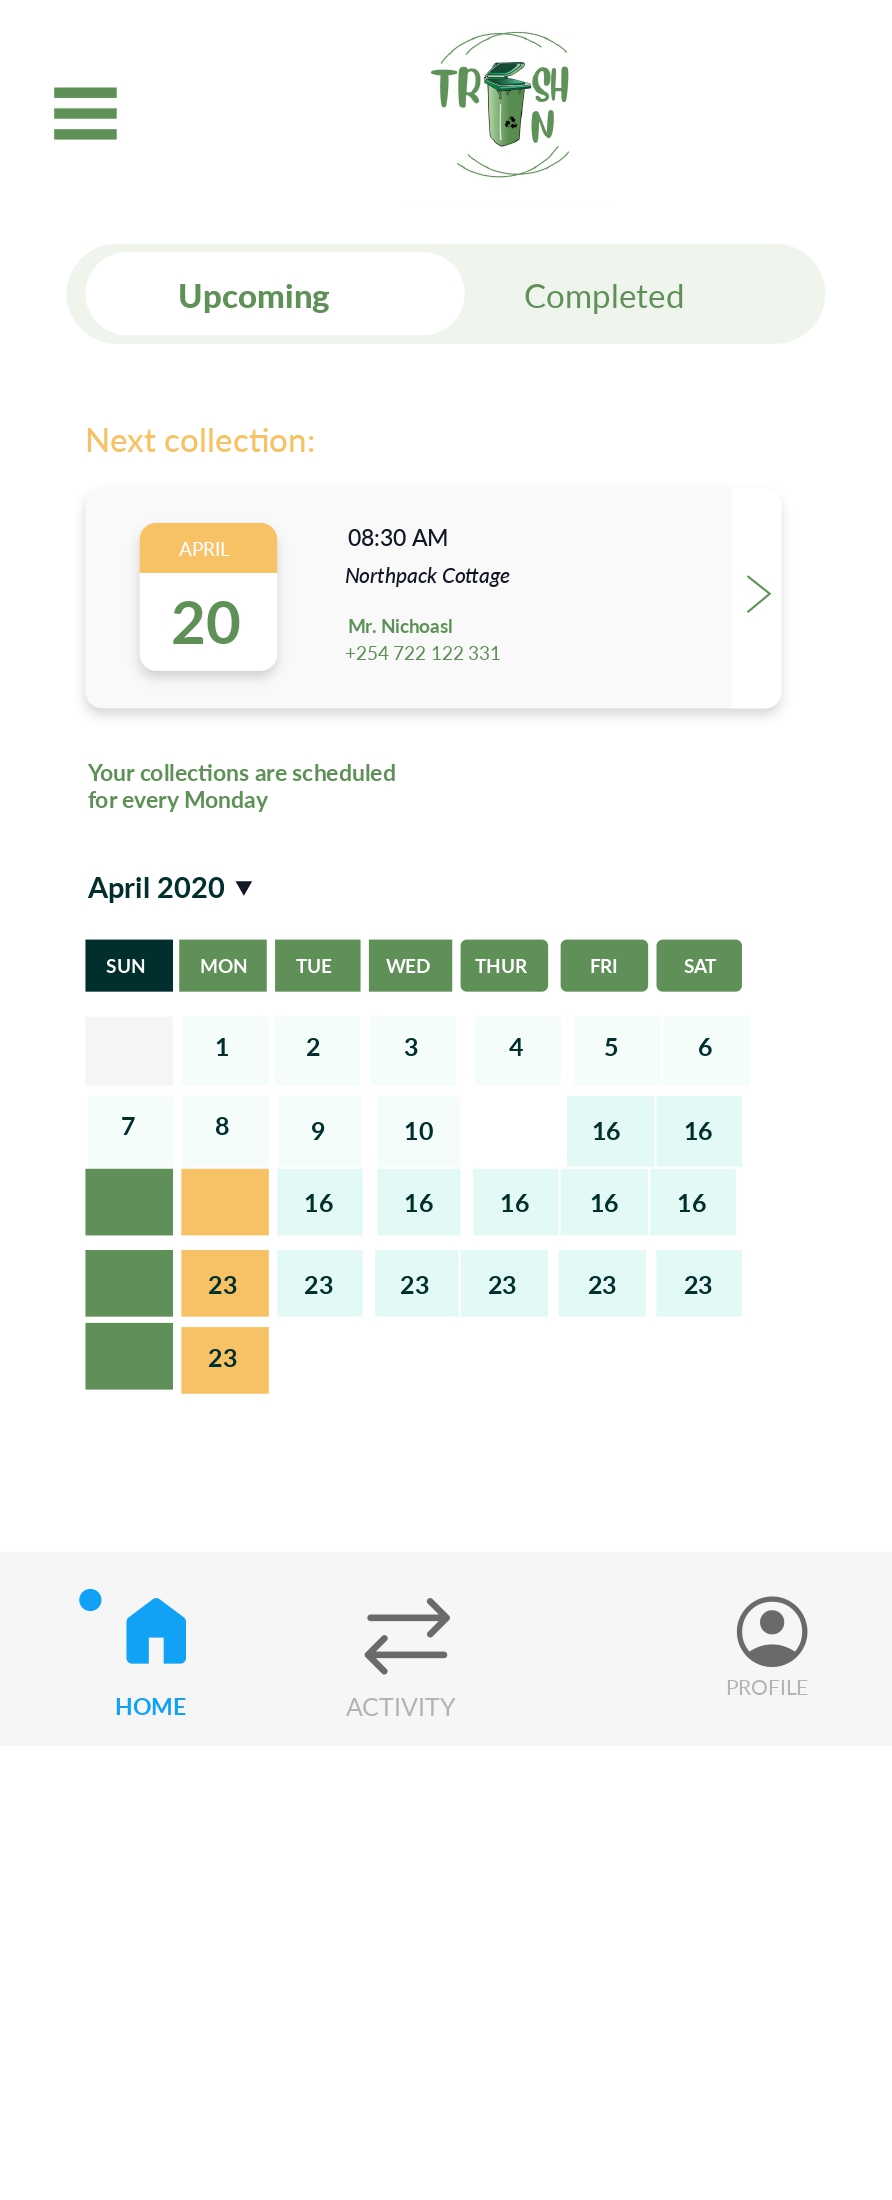 TR SH
N
Upcoming Completed
Next collection:
APRIL
20
08:30 AM
Northpack Cottage
Mr. Nichoasl
+254 722 122 331
Your collections are scheduled
for every Monday
April 2020
SUN MON TUE WED THUR FRI SAT
1 2 3 4 5 6
7 8 9 10 16 16
16 16 16 16 16
23 23 23 23 23 23
23
HOME ACTIVITY PROFILE